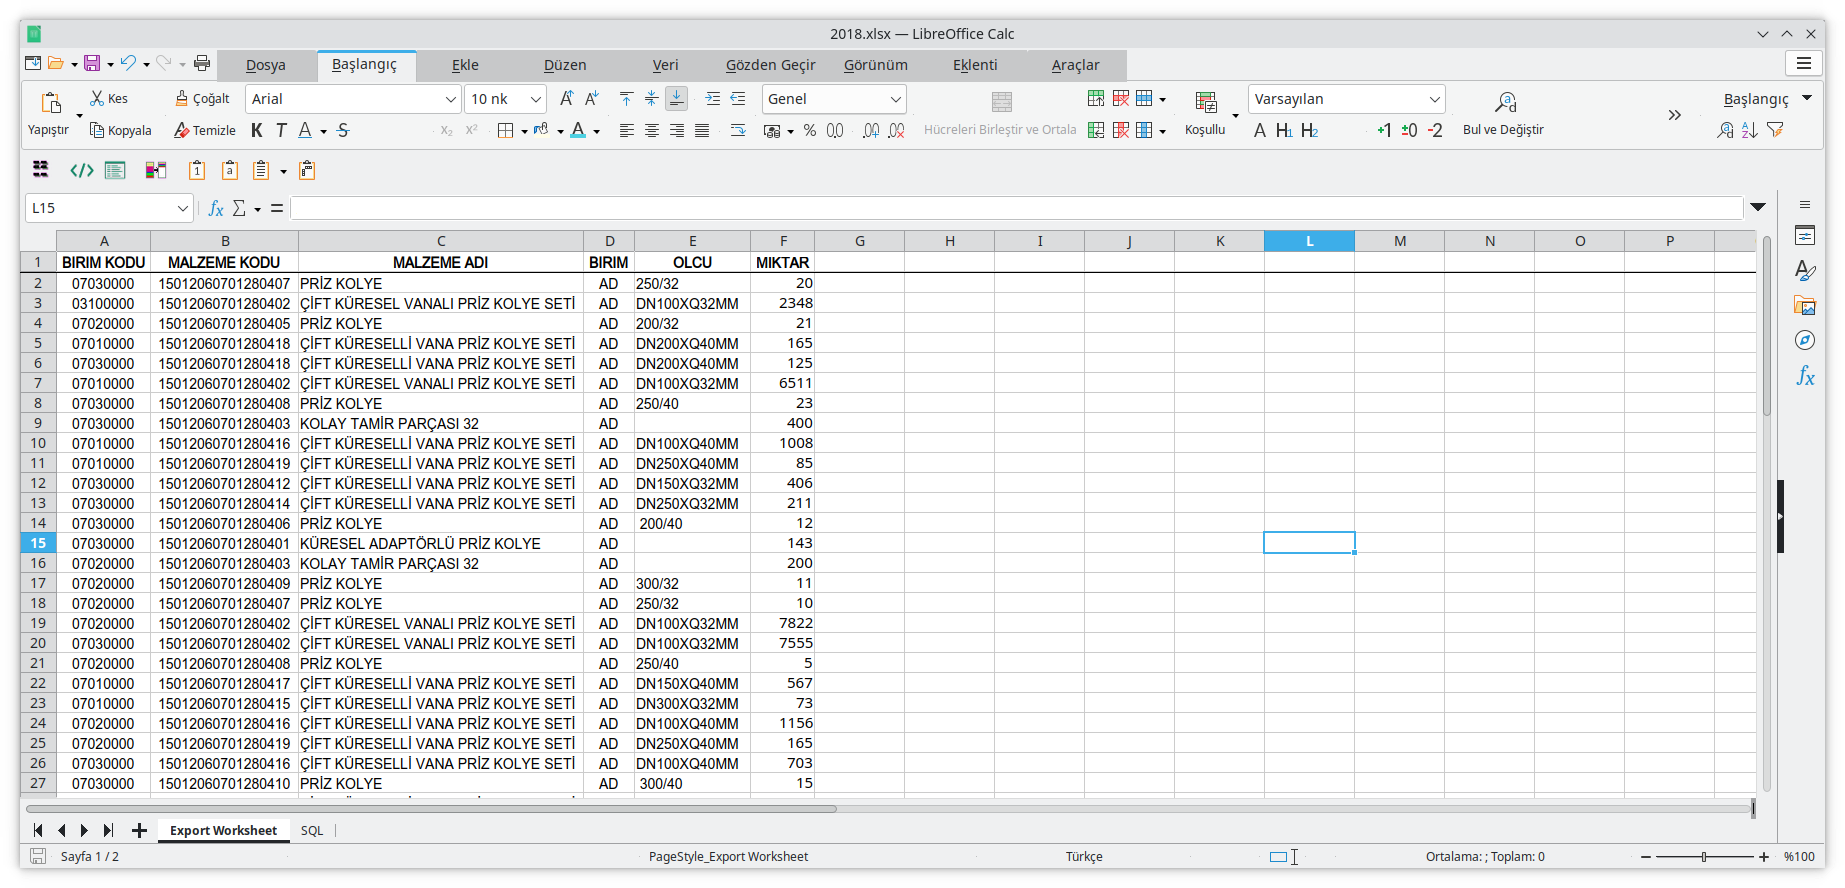 2018.xlsx — LibreOffice Calc
Dosya Başlangıç Ekle Düzen Veri Gözden Geçir Görünüm Eklenti Araçlar
Yapıştır Kes Kopyala Çoğalt Temizle Arial 10 nk Genel Hücreleri Birleştir ve Ortala Koşullu Varsayılan Bul ve Değiştir Başlangıç
L15
A B C D E F G H I J K L M N O P
1 BIRIM KODU MALZEME KODU MALZEME ADI BIRIM OLCU MIKTAR
2 07030000 15012060701280407 PRİZ KOLYE AD 250/32 20
3 03100000 15012060701280402 ÇİFT KÜRESEL VANALI PRİZ KOLYE SETİ AD DN100XQ32MM 2348
4 07020000 15012060701280405 PRİZ KOLYE AD 200/32 21
5 07010000 15012060701280418 ÇİFT KÜRESELLİ VANA PRİZ KOLYE SETİ AD DN200XQ40MM 165
6 07030000 15012060701280418 ÇİFT KÜRESELLİ VANA PRİZ KOLYE SETİ AD DN200XQ40MM 125
7 07010000 15012060701280402 ÇİFT KÜRESEL VANALI PRİZ KOLYE SETİ AD DN100XQ32MM 6511
8 07030000 15012060701280408 PRİZ KOLYE AD 250/40 23
9 07030000 15012060701280403 KOLAY TAMİR PARÇASI 32 AD 400
10 07010000 15012060701280416 ÇİFT KÜRESELLİ VANA PRİZ KOLYE SETİ AD DN100XQ40MM 1008
11 07010000 15012060701280419 ÇİFT KÜRESELLİ VANA PRİZ KOLYE SETİ AD DN250XQ40MM 85
12 07030000 15012060701280412 ÇİFT KÜRESELLİ VANA PRİZ KOLYE SETİ AD DN150XQ32MM 406
13 07030000 15012060701280414 ÇİFT KÜRESELLİ VANA PRİZ KOLYE SETİ AD DN250XQ32MM 211
14 07030000 15012060701280406 PRİZ KOLYE AD 200/40 12
15 07030000 15012060701280401 KÜRESEL ADAPTÖRLÜ PRİZ KOLYE AD 143
16 07020000 15012060701280403 KOLAY TAMİR PARÇASI 32 AD 200
17 07020000 15012060701280409 PRİZ KOLYE AD 300/32 11
18 07020000 15012060701280407 PRİZ KOLYE AD 250/32 10
19 07020000 15012060701280402 ÇİFT KÜRESEL VANALI PRİZ KOLYE SETİ AD DN100XQ32MM 7822
20 07030000 15012060701280402 ÇİFT KÜRESEL VANALI PRİZ KOLYE SETİ AD DN100XQ32MM 7555
21 07020000 15012060701280408 PRİZ KOLYE AD 250/40 5
22 07010000 15012060701280417 ÇİFT KÜRESELLİ VANA PRİZ KOLYE SETİ AD DN150XQ40MM 567
23 07010000 15012060701280415 ÇİFT KÜRESELLİ VANA PRİZ KOLYE SETİ AD DN300XQ32MM 73
24 07020000 15012060701280416 ÇİFT KÜRESELLİ VANA PRİZ KOLYE SETİ AD DN100XQ40MM 1156
25 07020000 15012060701280419 ÇİFT KÜRESELLİ VANA PRİZ KOLYE SETİ AD DN250XQ40MM 165
26 07030000 15012060701280416 ÇİFT KÜRESELLİ VANA PRİZ KOLYE SETİ AD DN100XQ40MM 703
27 07030000 15012060701280410 PRİZ KOLYE AD 300/40 15
Export Worksheet SQL
Sayfa 1 / 2 PageStyle_Export Worksheet Türkçe Ortalama: ; Toplam: 0 %100